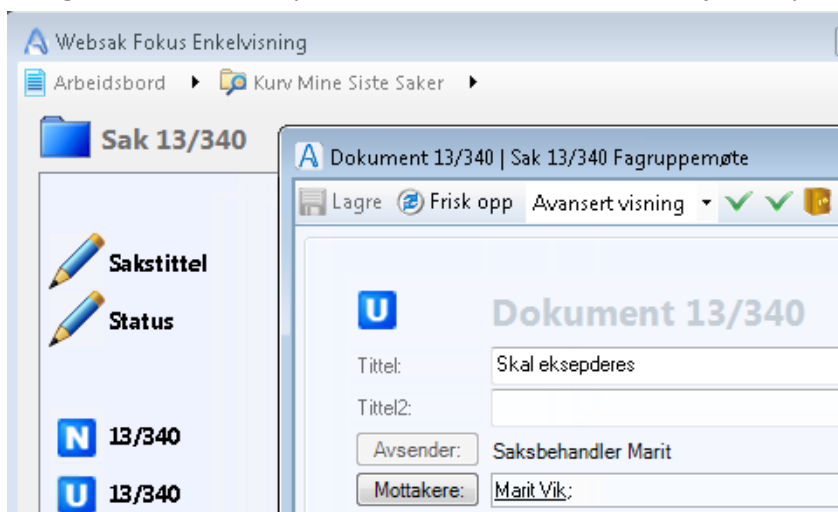 Websak Fokus Enkelvisning
Arbeidsbord Kurv Mine Siste Saker
Sak 13/340
Sakstittel
Status
N 13/340
U 13/340
Dokument 13/340 | Sak 13/340 Fagruppemøte
Lagre Frisk opp Avansert visning
U Dokument 13/340
Tittel: Skal eksepderes
Tittel2:
Avsender: Saksbehandler Marit
Mottakere: Marit Vik;